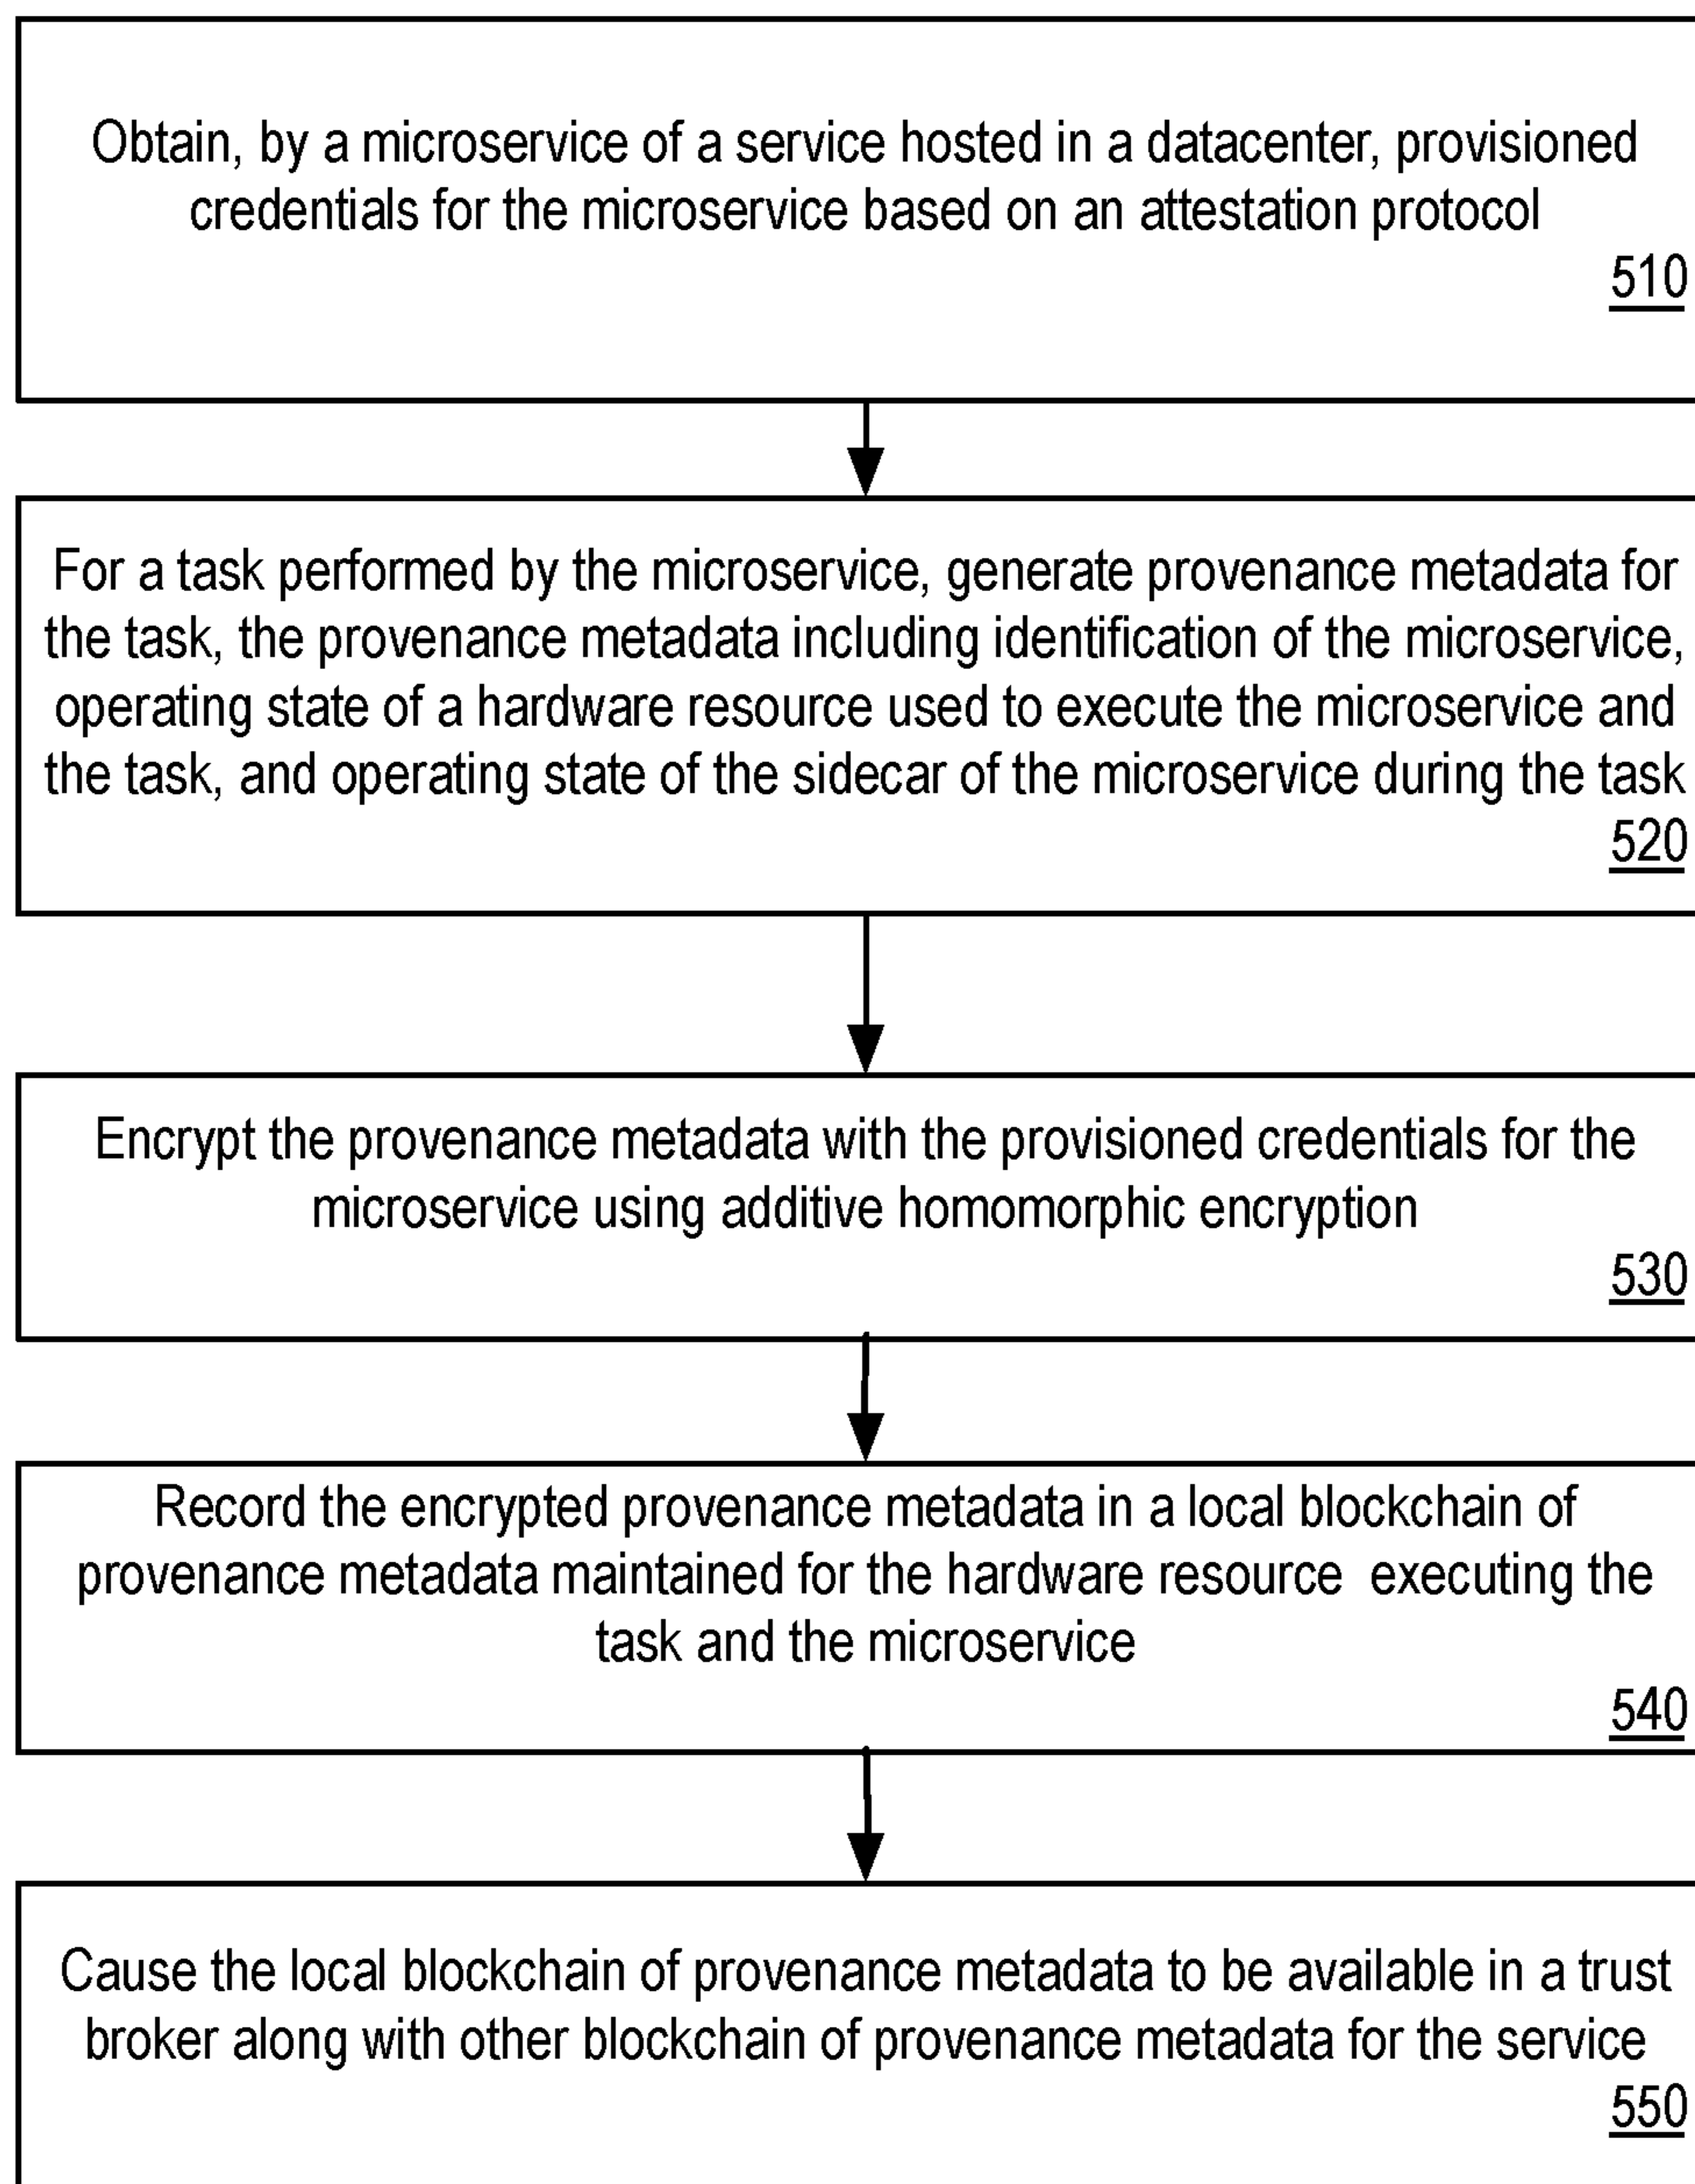 Obtain, by a microservice of a service hosted in a datacenter, provisioned
credentials for the microservice based on an attestation protocol
510
For a task performed by the microservice, generate provenance metadata for
the task, the provenance metadata including identification of the microservice,
operating state of a hardware resource used to execute the microservice and
the task, and operating state of the sidecar of the microservice during the task
520
Encrypt the provenance metadata with the provisioned credentials for the
microservice using additive homomorphic encryption
530
Record the encrypted provenance metadata in a local blockchain of
provenance metadata maintained for the hardware resource executing the
task and the microservice
540
Cause the local blockchain of provenance metadata to be available in a trust
broker along with other blockchain of provenance metadata for the service
550